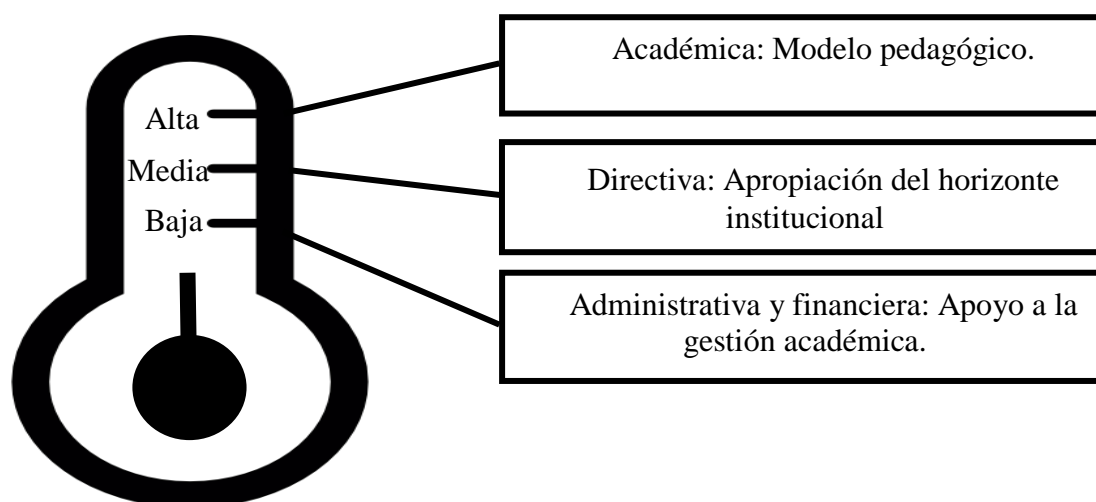 Académica: Modelo pedagógico.
Alta
Media
Baja
Directiva: Apropiación del horizonte
institucional
Administrativa y financiera: Apoyo a la
gestión académica.